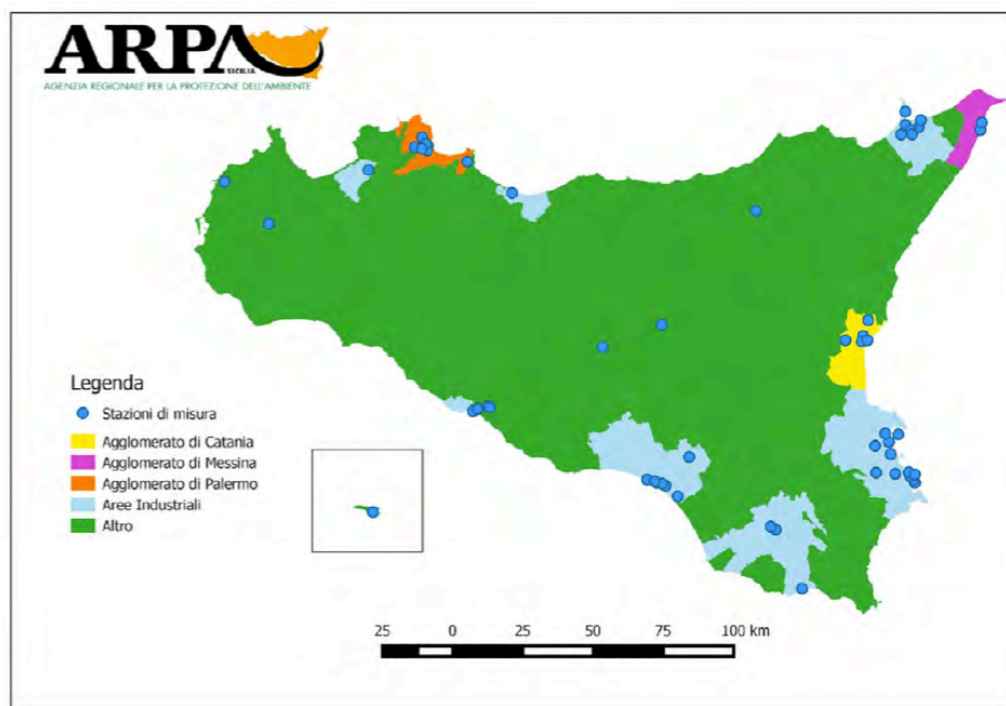 ARPA
SICILIA
AGENZIA REGIONALE PER LA PROTEZIONE DELL'AMBIENTE
Legenda
Stazioni di misura
Agglomerato di Catania
Agglomerato di Messina
Agglomerato di Palermo
Aree Industriali
Altro
25 0 25 50 75 100 km